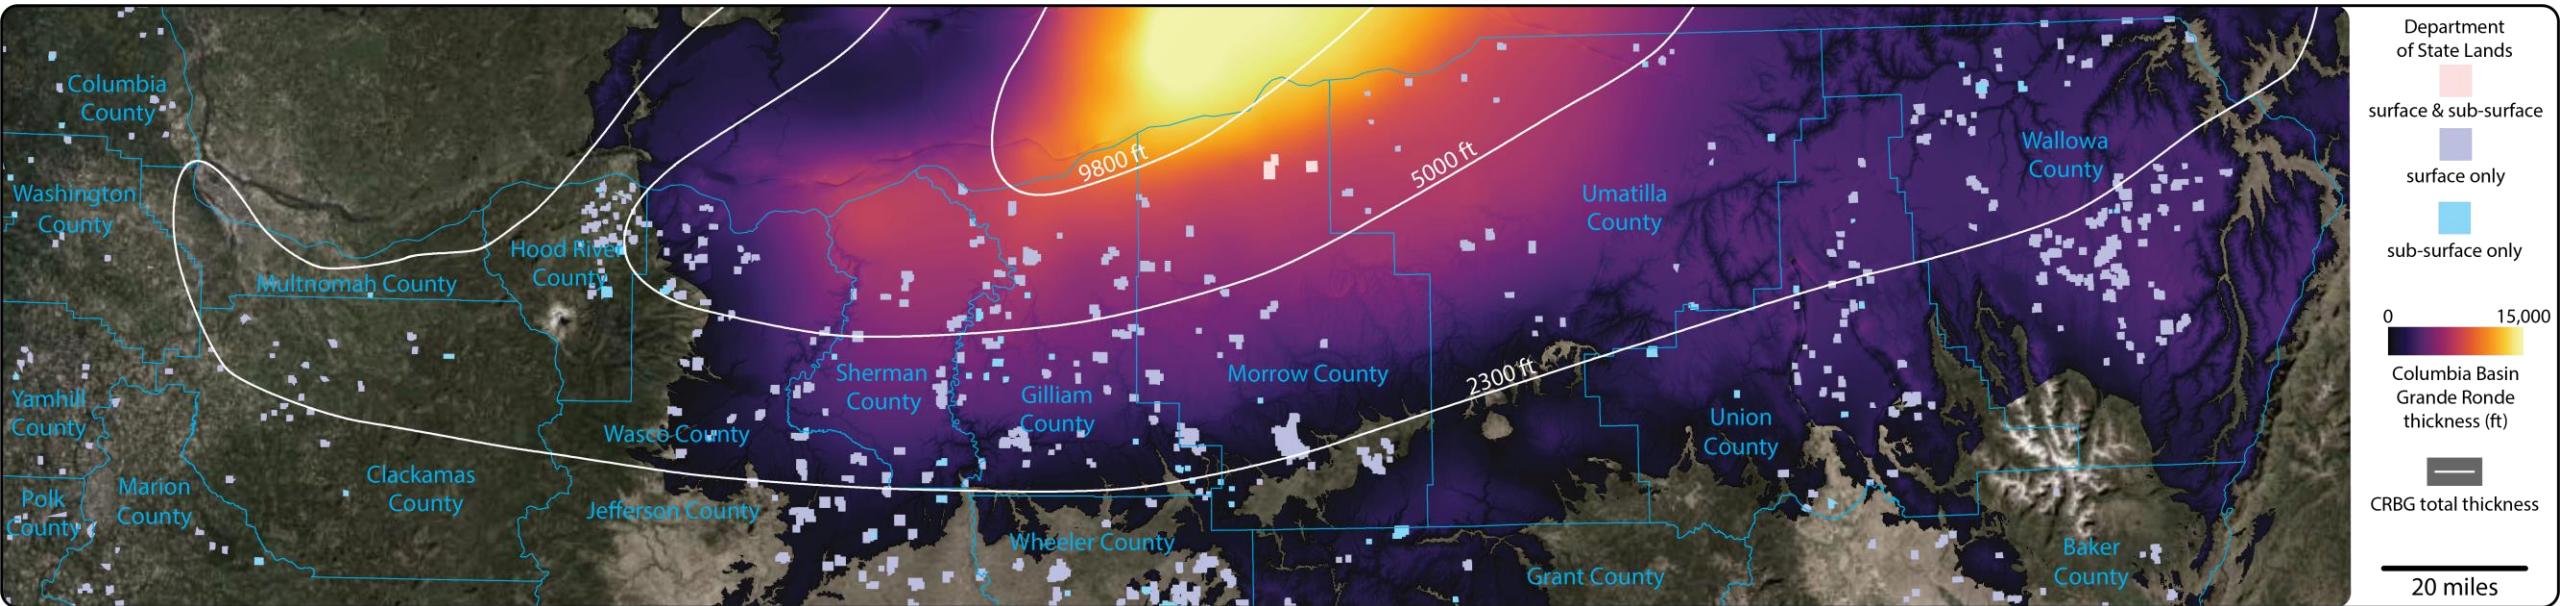 Columbia
County
Washington
County
Multnomah County
Hood River
County
Yamhill
County
Polk
County
Marion
County
Clackamas
County
Wasco County
Jefferson County
Sherman
County
Gilliam
County
Wheeler County
Morrow County
Umatilla
County
Union
County
Wallowa
County
Grant County
Baker
County
9800 ft
5000 ft
2300 ft
Department
of State Lands
surface & sub-surface
surface only
sub-surface only
0 15,000
Columbia Basin
Grande Ronde
thickness (ft)
CRBG total thickness
20 miles